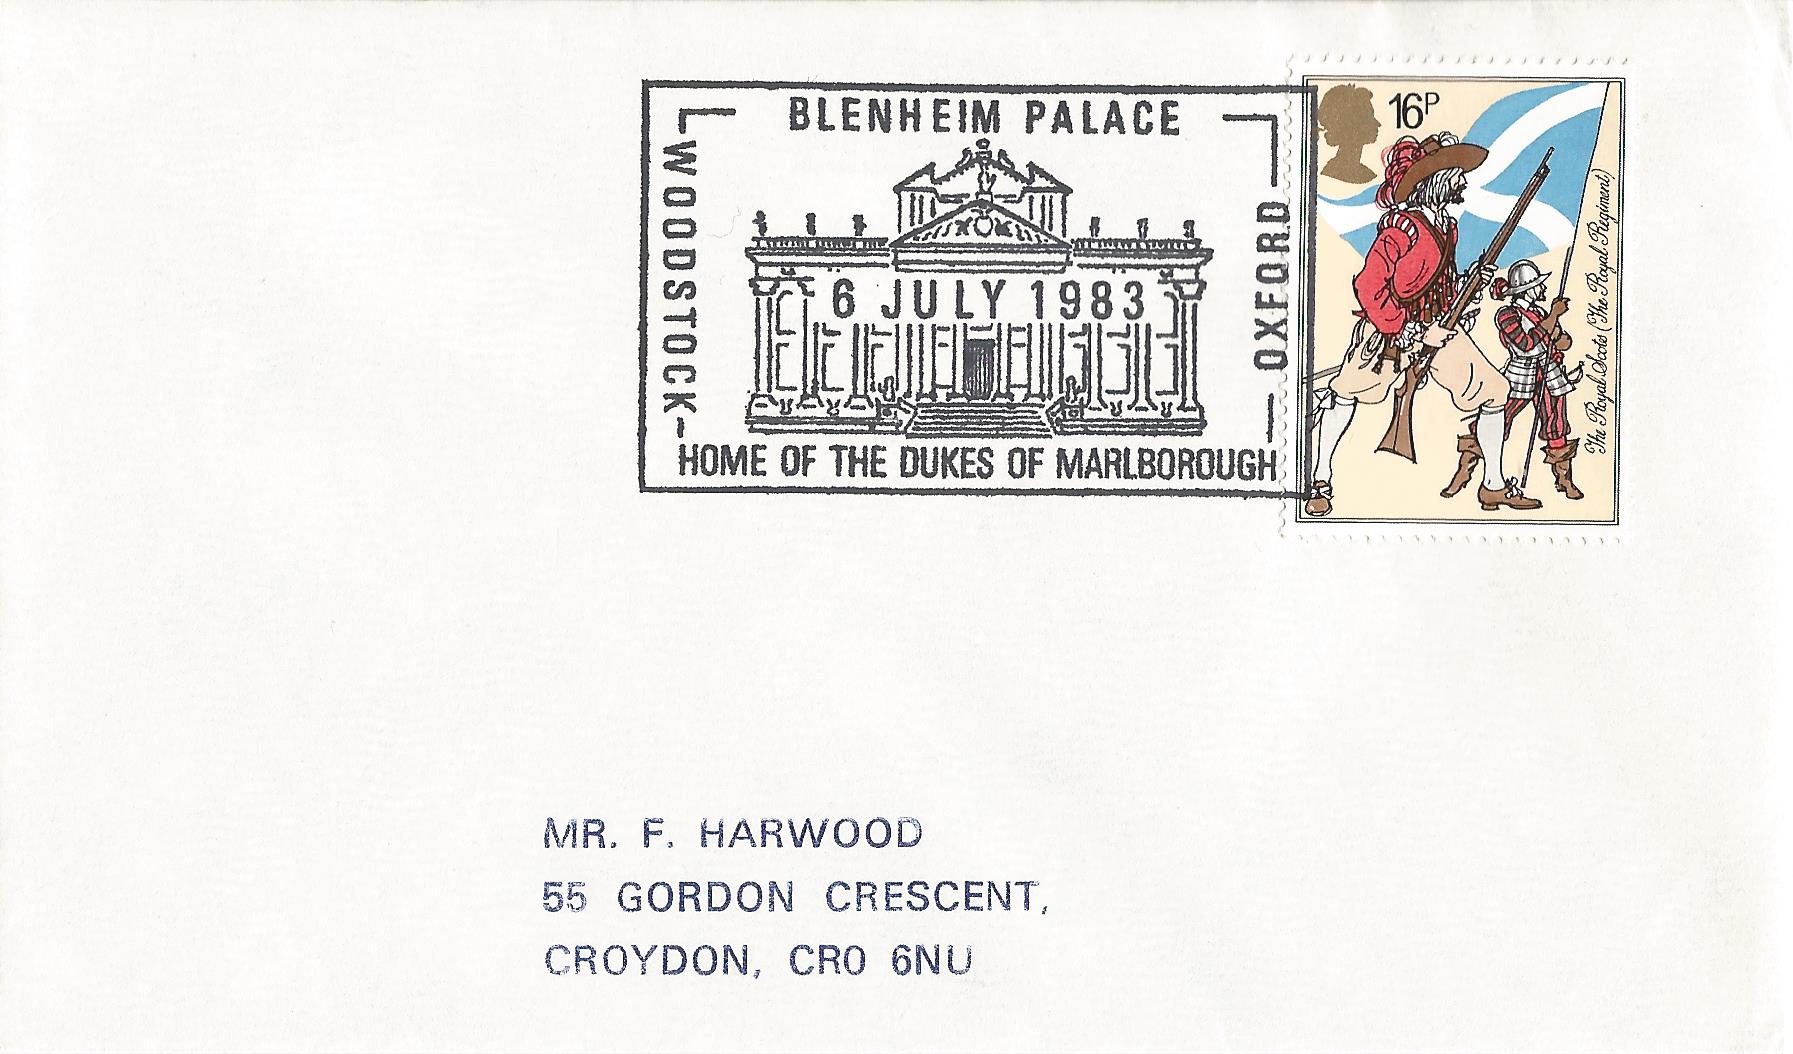 BLENHEIM PALACE
WOODSTOCK
OXFORD
6 JULY 1983
HOME OF THE DUKES OF MARLBOROUGH
16P
The Royal Scots (The Royal Regiment)
MR. F. HARWOOD
55 GORDON CRESCENT,
CROYDON, CR0 6NU